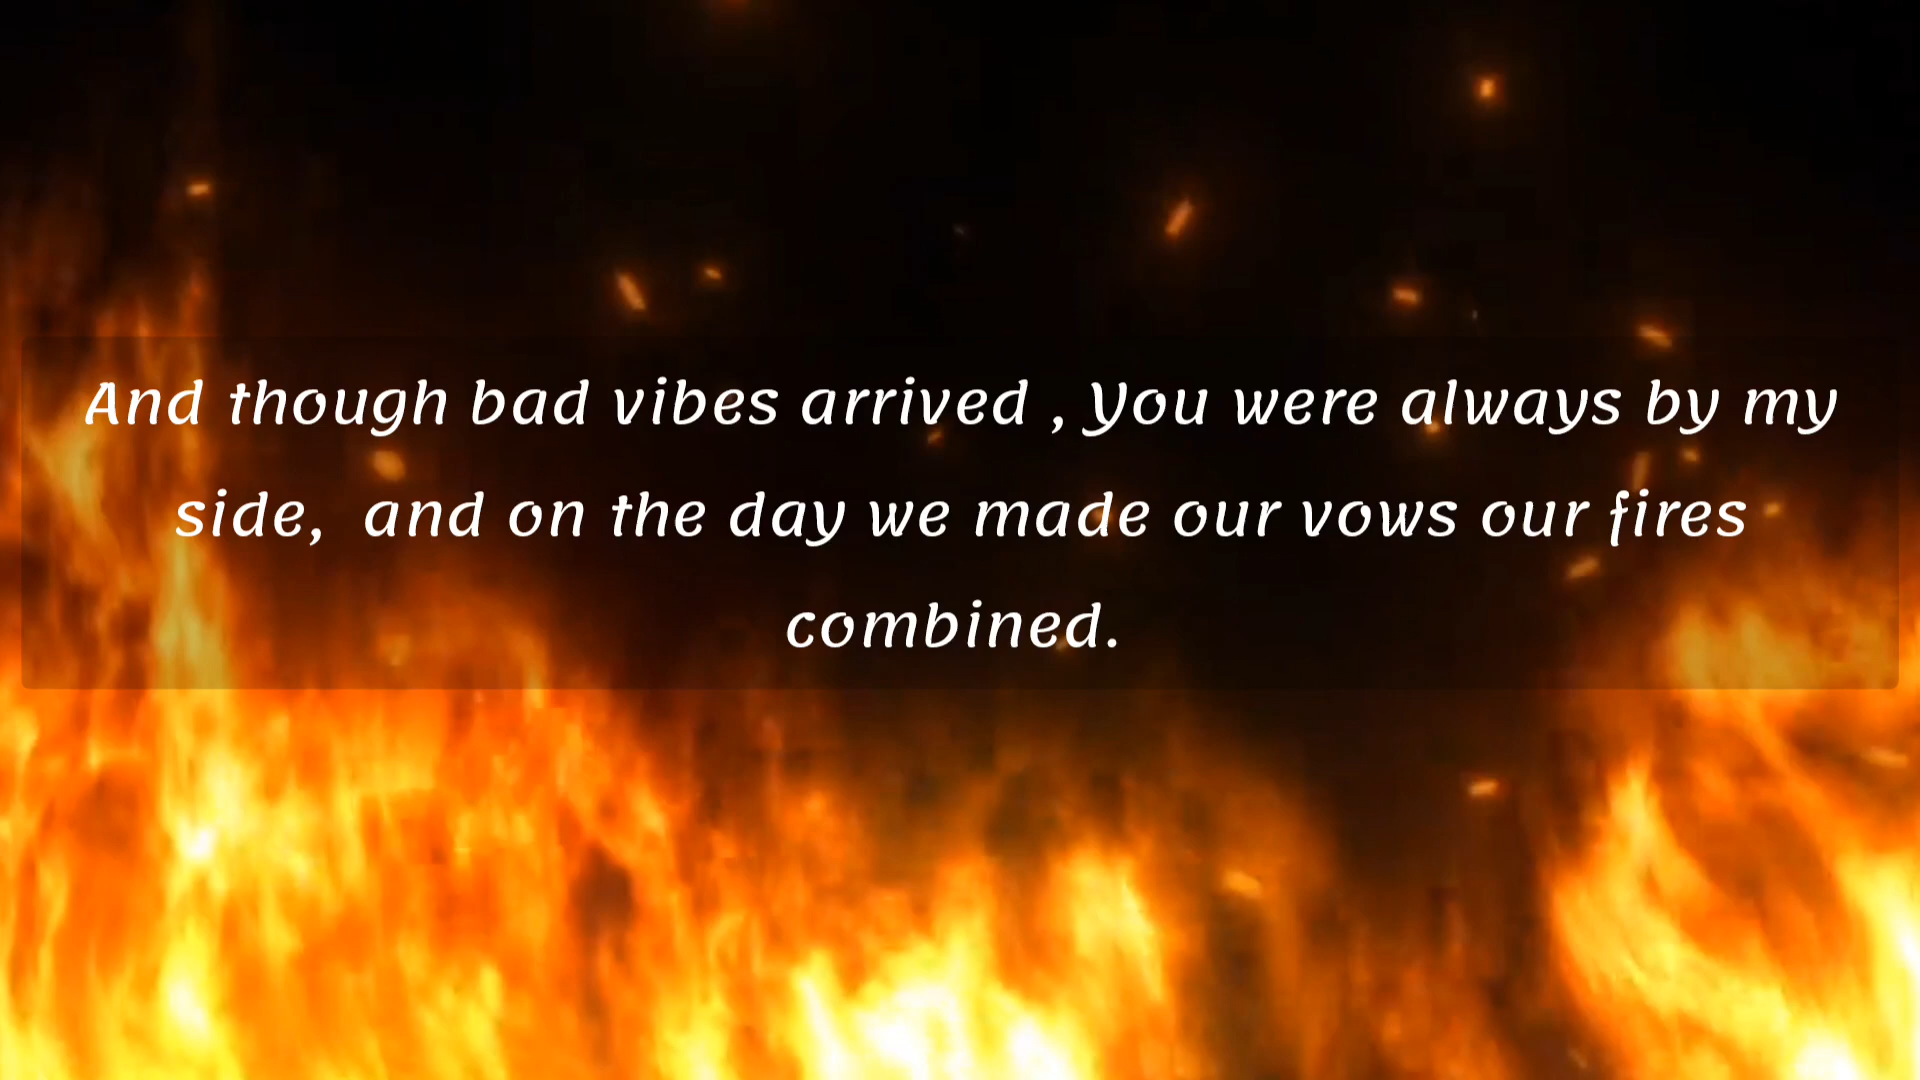 And though bad vibes arrived , You were always by my
side,  and on the day we made our vows our fires
combined.